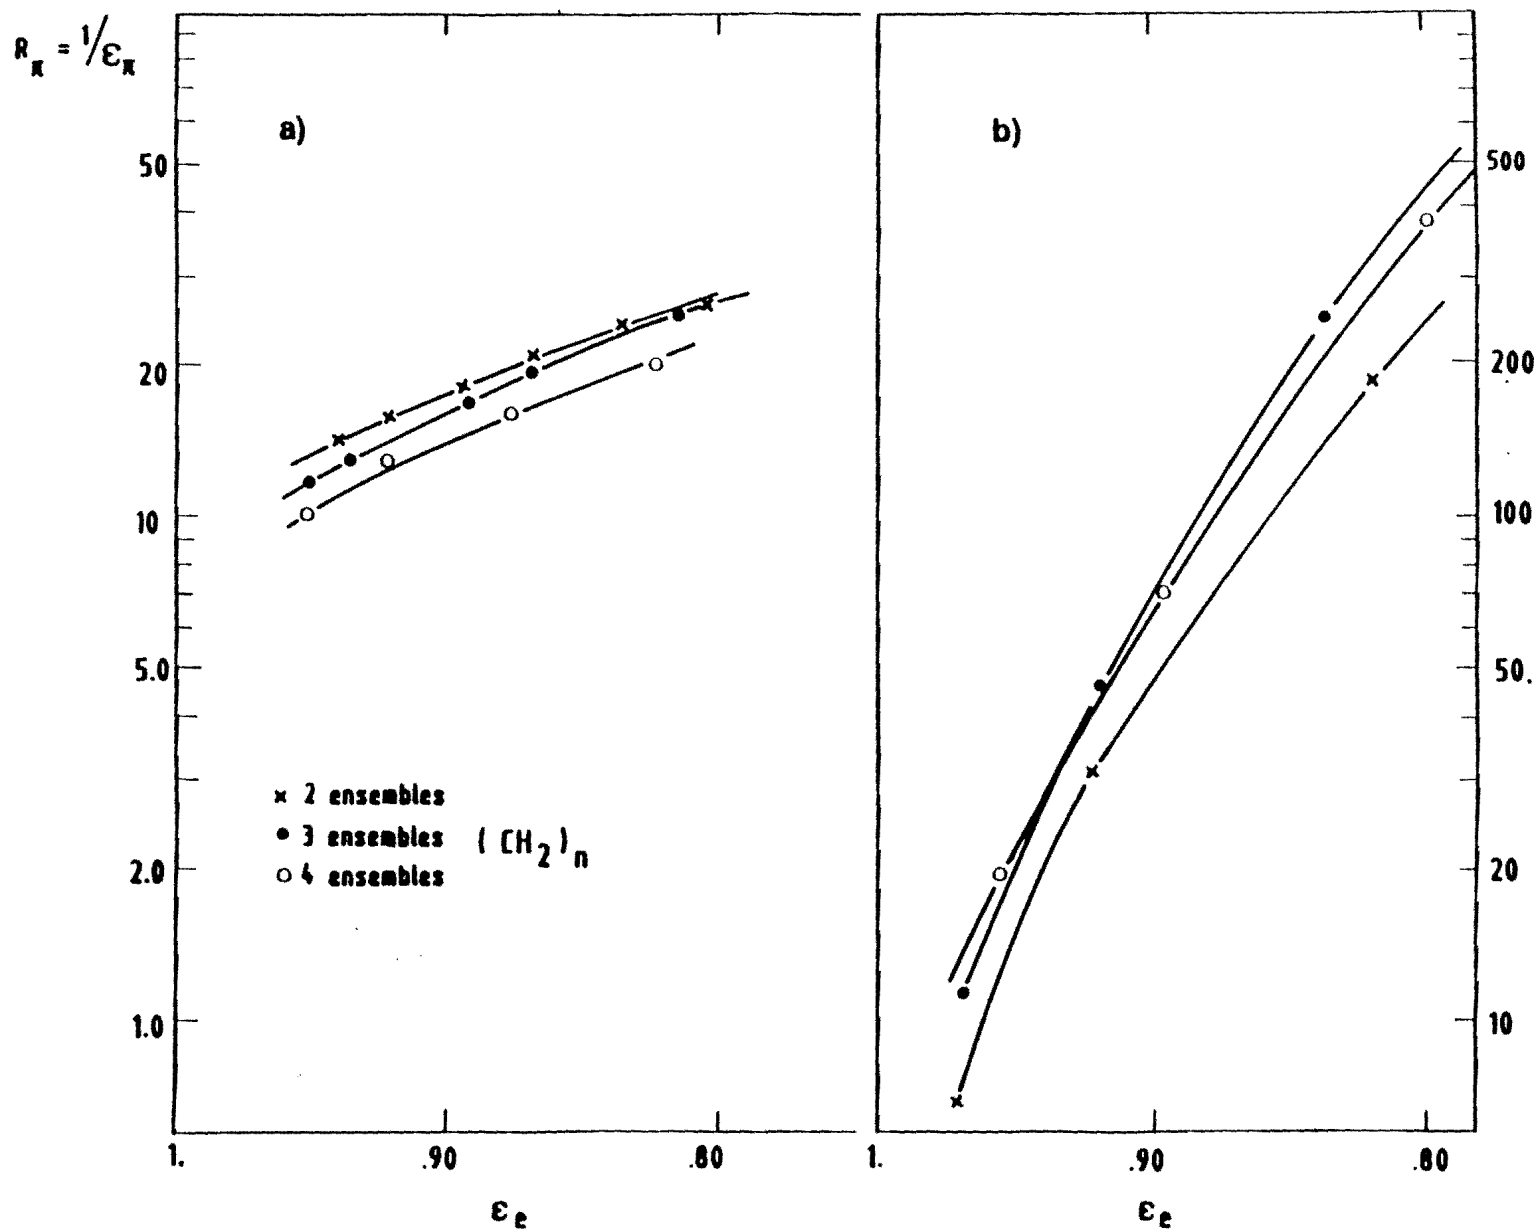 R_π = 1/ε_π
a)
b)
50
20
10
5.0
2.0
1.0
500
200
100
50.
20
10
× 2 ensembles
● 3 ensembles (CH₂)ₙ
○ 4 ensembles
1. .90 .80
1. .90 .80
ε_e
ε_e